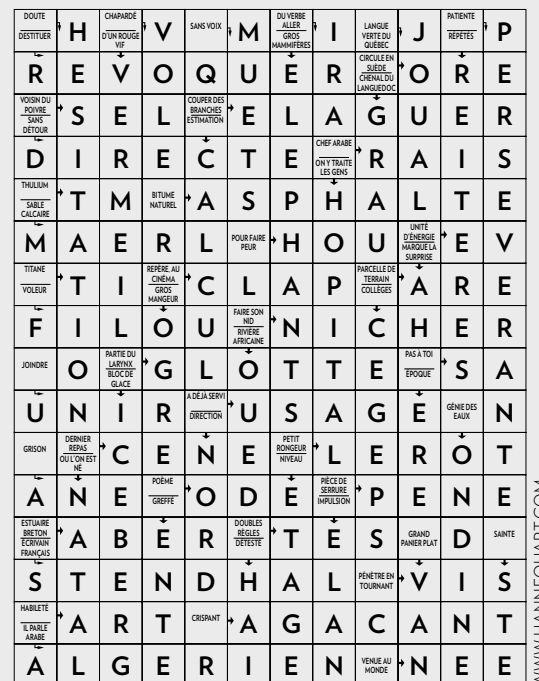 DOUTE DESTITUER H CHAPARDÉ D'UN ROUGE VIF V SANS VOIX M DU VERBE ALLER GROS MAMMIFÈRES I LANGUE VERTE DU QUÉBEC J PATIENTE RÉPÉTÉS P
R E V O Q U E R CIRCULE EN SUÈDE CHENAL DU LANGUEDOC O R E
VOISIN DU POIVRE SANS DÉTOUR S E L COUPER DES BRANCHES ESTIMATION E L A G U E R
D I R E C T E CHEF ARABE ON Y TRAITE LES GENS R A I S
THULIUM SABLE CALCAIRE T M BITUME NATUREL A S P H A L T E
M A E R L POUR FAIRE PEUR H O U UNITÉ D'ÉNERGIE MARQUE LA SURPRISE E V
TITANE VOLEUR T I REPÈRE, AU CINÉMA GROS MANGEUR C L A P PARCELLE DE TERRAIN COLLÈGES A R E
F I L O U FAIRE SON NID RIVIÈRE AFRICAINE N I C H E R
JOINDRE O PARTIE DU LARYNX BLOC DE GLACE G L O T T E PAS À TOI ÉPOQUE S A
U N I R A DÉJÀ SERVI DIRECTION U S A G E GÉNIE DES EAUX N
GRISON DERNIER REPAS OÙ L'ON EST NÉ C E N E PETIT RONGEUR NIVEAU L E R O T
A N E POÈME GREFFE O D E PIÈCE DE SERRURE IMPULSION P E N E
ESTUAIRE BRETON ÉCRIVAIN FRANÇAIS A B E R DOUBLES RÈGLES DÉTESTE T E S GRAND PANIER PLAT D SAINTE
S T E N D H A L PÉNÈTRE EN TOURNANT V I S
HABILETÉ IL PARLE ARABE A R T CRISPANT A G A C A N T
A L G E R I E N VENUE AU MONDE N E E
WWW.HANNEQUART.COM